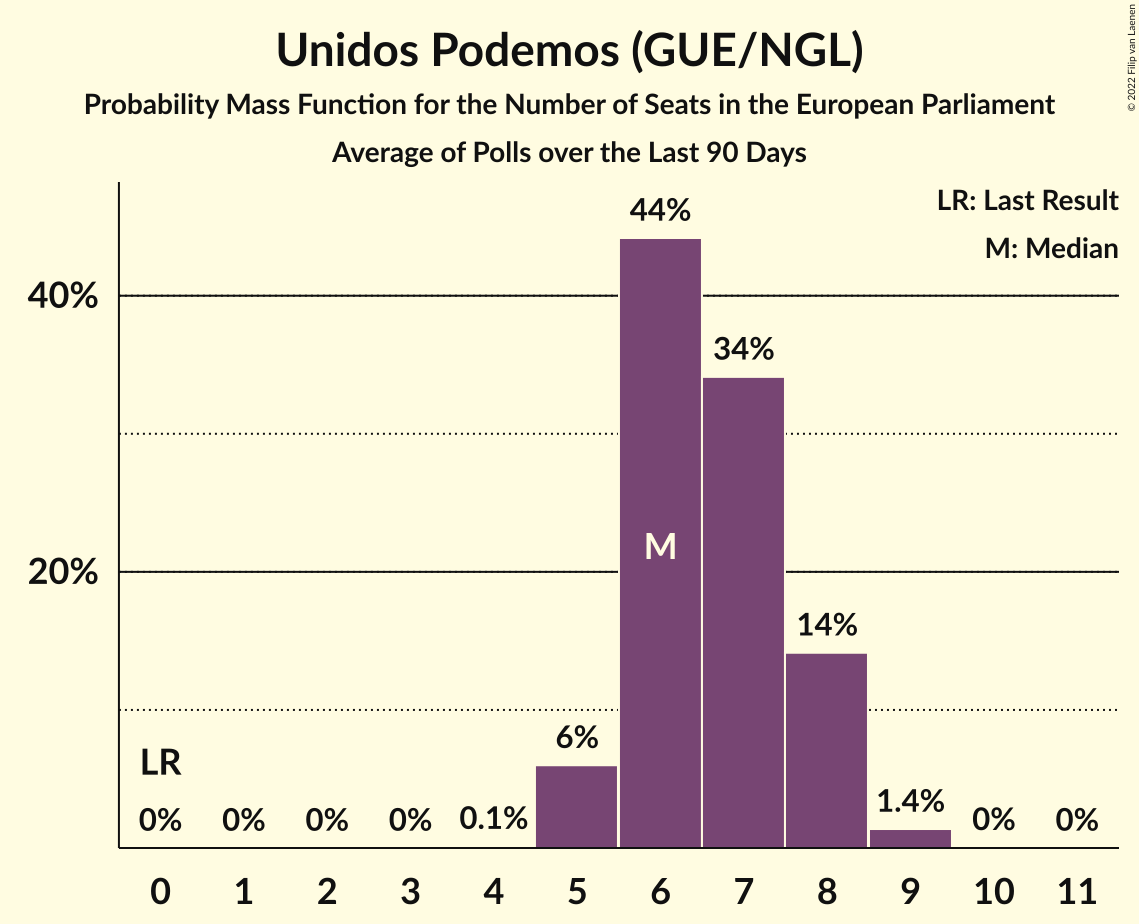 Unidos Podemos (GUE/NGL)
Probability Mass Function for the Number of Seats in the European Parliament
Average of Polls over the Last 90 Days
© 2022 Filip van Laenen
LR: Last Result
M: Median
44%
40%
34%
M
20%
14%
6%
LR
1.4%
0% 0% 0% 0% 0.1% 0% 0%
0 1 2 3 4 5 6 7 8 9 10 11